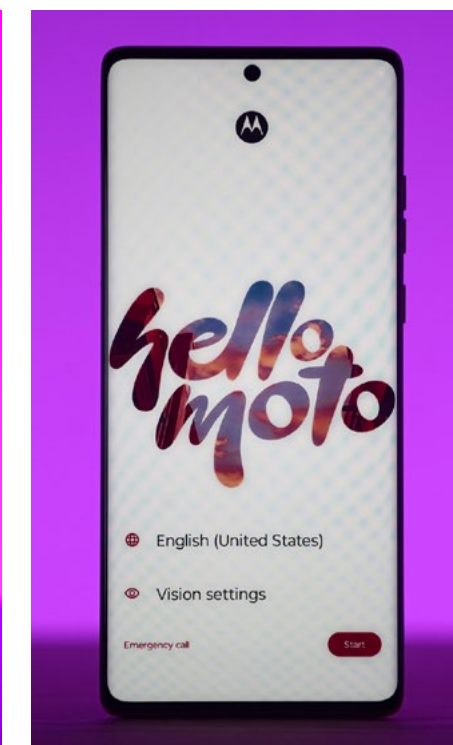 hello
moto
English (United States)
Vision settings
Emergency call
Start